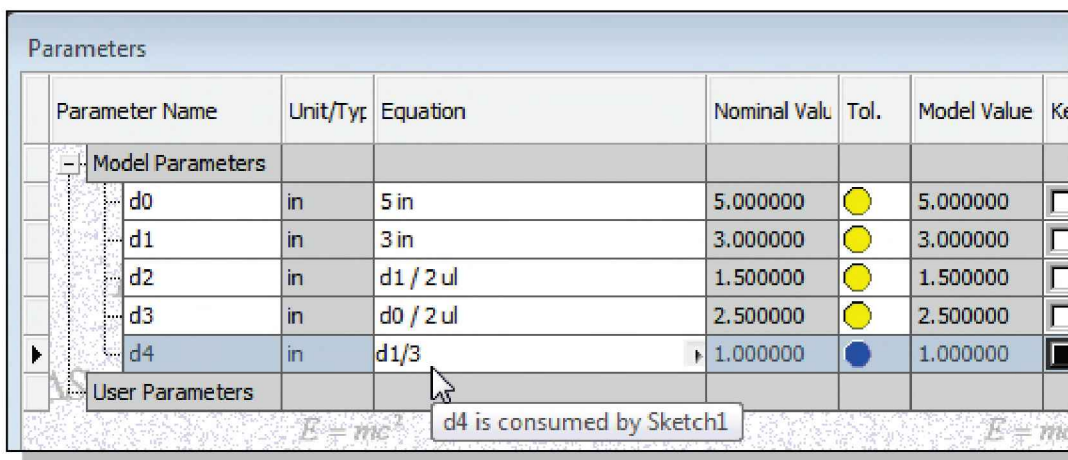 Parameters
Parameter Name Unit/Typ Equation Nominal Valu Tol. Model Value Ke
Model Parameters
d0 in 5 in 5.000000 5.000000
d1 in 3 in 3.000000 3.000000
d2 in d1 / 2 ul 1.500000 1.500000
d3 in d0 / 2 ul 2.500000 2.500000
d4 in d1/3 1.000000 1.000000
User Parameters
d4 is consumed by Sketch1
E = mc² E = mc